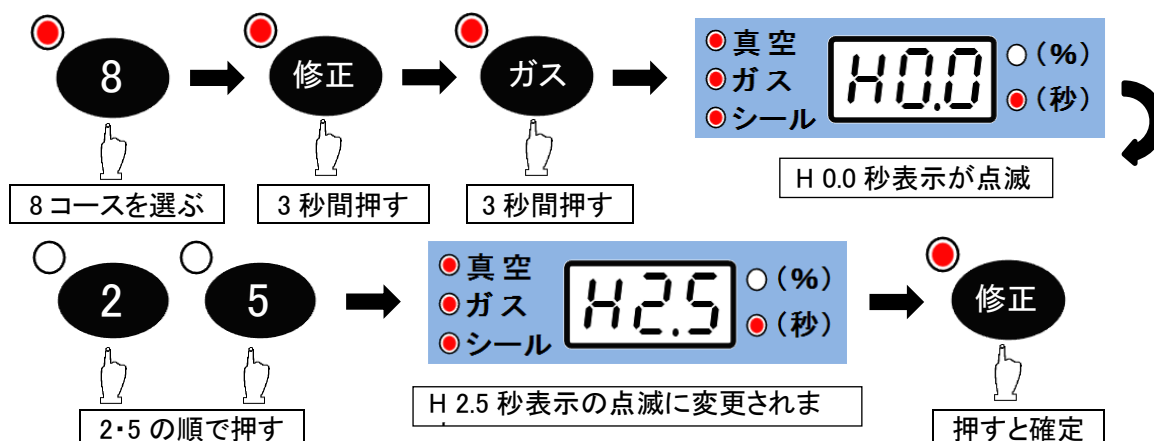 8
修正
ガス
真空
ガス
シール
H0.0
(%)
(秒)
8コースを選ぶ
3秒間押す
3秒間押す
H 0.0 秒表示が点滅
2
5
真空
ガス
シール
H2.5
(%)
(秒)
修正
2・5の順で押す
H 2.5 秒表示の点滅に変更されま
押すと確定